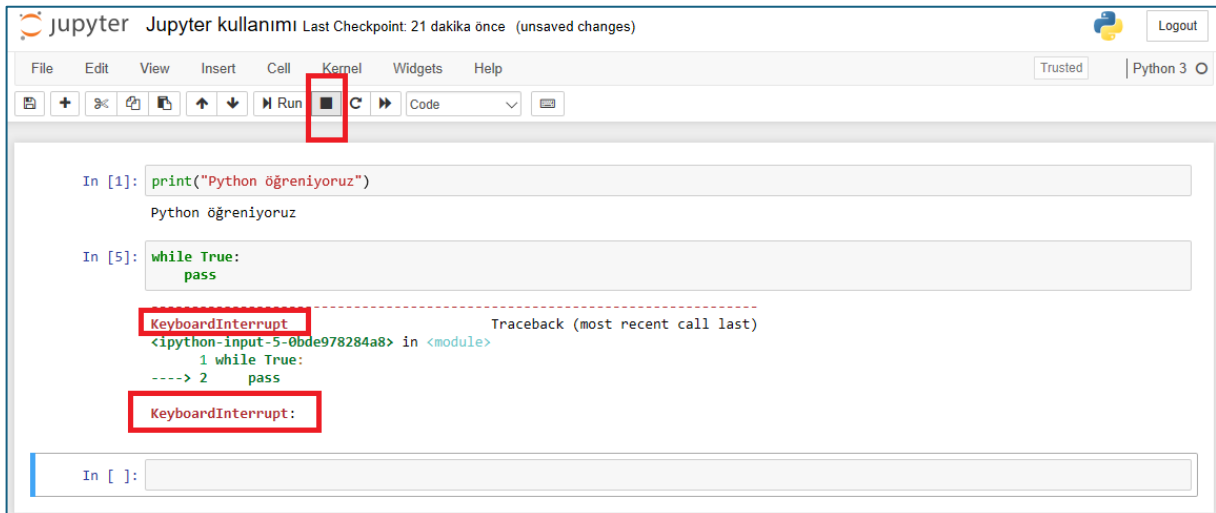 jupyter Jupyter kullanımı Last Checkpoint: 21 dakika önce (unsaved changes) Logout
File Edit View Insert Cell Kernel Widgets Help Trusted Python 3
Run Code
In [1]: print("Python öğreniyoruz")
Python öğreniyoruz
In [5]: while True:
pass
---------------------------------------------------------------------------
KeyboardInterrupt Traceback (most recent call last)
<ipython-input-5-0bde978284a8> in <module>
1 while True:
----> 2 pass
KeyboardInterrupt:
In [ ]: